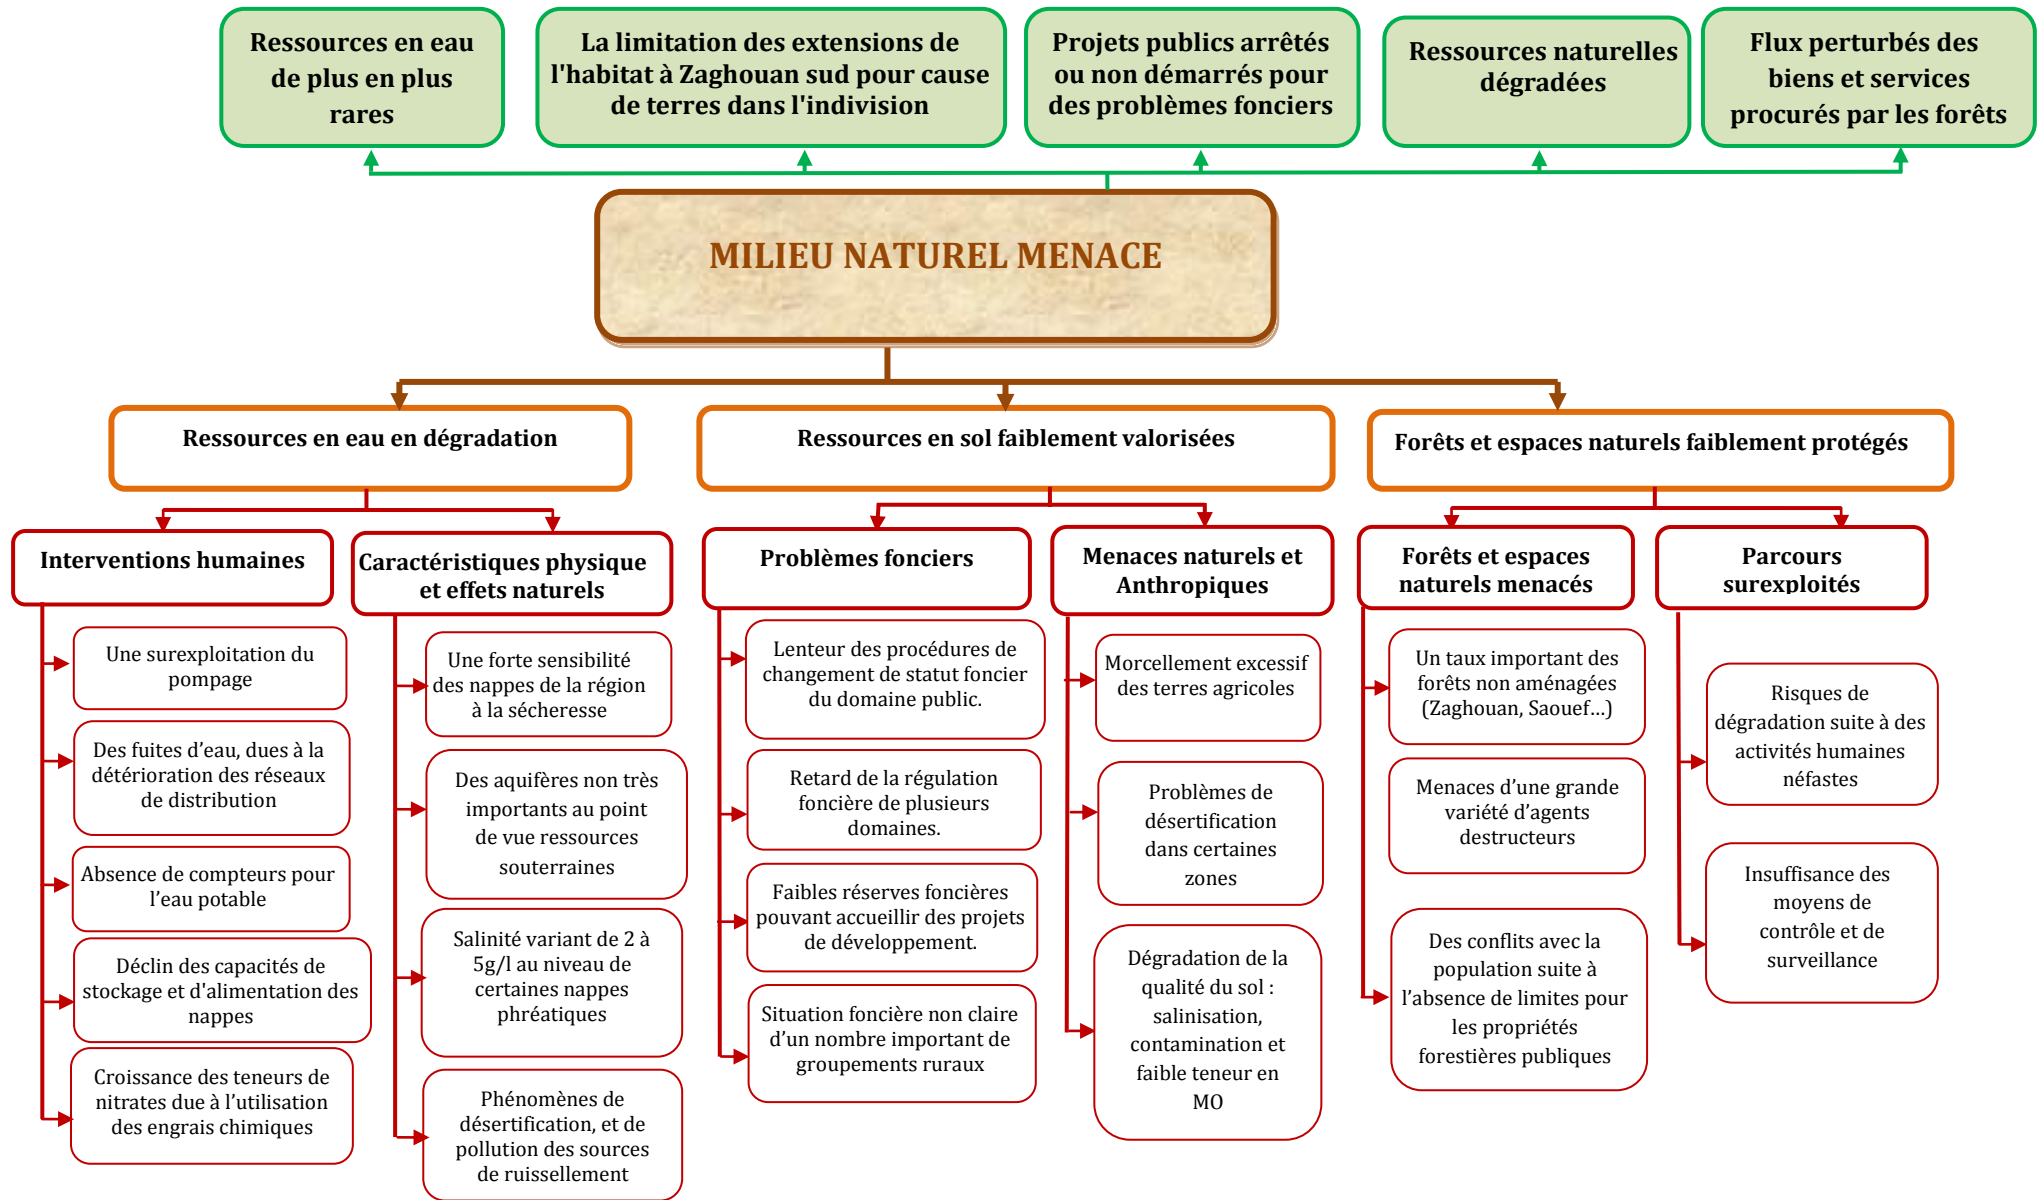 Ressources en eau
de plus en plus
rares
La limitation des extensions de
l'habitat à Zaghouan sud pour cause
de terres dans l'indivision
Projets publics arrêtés
ou non démarrés pour
des problèmes fonciers
Ressources naturelles
dégradées
Flux perturbés des
biens et services
procurés par les forêts
MILIEU NATUREL MENACE
Ressources en eau en dégradation
Ressources en sol faiblement valorisées
Forêts et espaces naturels faiblement protégés
Interventions humaines
Caractéristiques physique
et effets naturels
Problèmes fonciers
Menaces naturels et
Anthropiques
Forêts et espaces
naturels menacés
Parcours
surexploités
Une surexploitation du
pompage
Des fuites d’eau, dues à la
détérioration des réseaux
de distribution
Absence de compteurs pour
l’eau potable
Déclin des capacités de
stockage et d'alimentation des
nappes
Croissance des teneurs de
nitrates due à l’utilisation
des engrais chimiques
Une forte sensibilité
des nappes de la région
à la sécheresse
Des aquifères non très
importants au point
de vue ressources
souterraines
Salinité variant de 2 à
5g/l au niveau de
certaines nappes
phréatiques
Phénomènes de
désertification, et de
pollution des sources
de ruissellement
Lenteur des procédures de
changement de statut foncier
du domaine public.
Retard de la régulation
foncière de plusieurs
domaines.
Faibles réserves foncières
pouvant accueillir des projets
de développement.
Situation foncière non claire
d’un nombre important de
groupements ruraux
Morcellement excessif
des terres agricoles
Problèmes de
désertification
dans certaines
zones
Dégradation de la
qualité du sol :
salinisation,
contamination et
faible teneur en
MO
Un taux important des
forêts non aménagées
(Zaghouan, Saouef…)
Menaces d’une grande
variété d’agents
destructeurs
Des conflits avec la
population suite à
l’absence de limites pour
les propriétés
forestières publiques
Risques de
dégradation suite à des
activités humaines
néfastes
Insuffisance des
moyens de
contrôle et de
surveillance